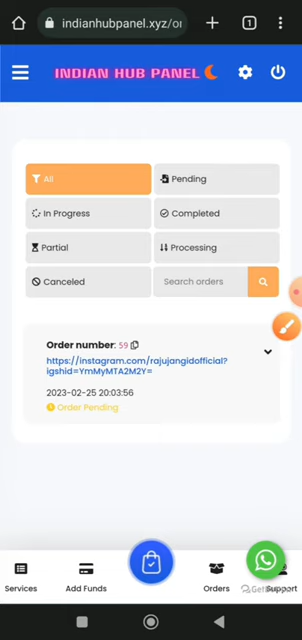 indianhubpanel.xyz/or
1
INDIAN HUB PANEL
All
Pending
In Progress
Completed
Partial
Processing
Canceled
Search orders
Order number: 59
https://instagram.com/rajujangidofficial?
igshid=YmMyMTA2M2Y=
2023-02-25 20:03:56
Order Pending
Services
Add Funds
Orders
Support